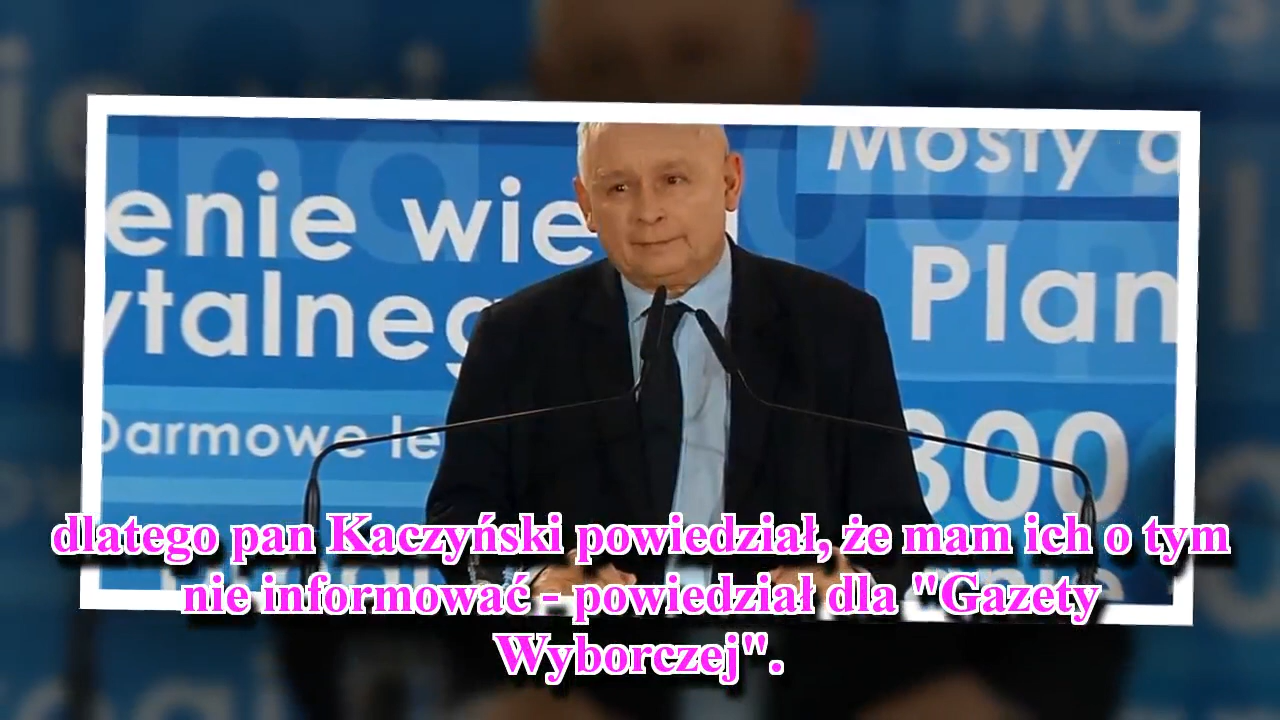 Mosty
enie wie
ytalneg
Plan
Darmowe le
300
dlatego pan Kaczyński powiedział, że mam ich o tym
nie informować - powiedział dla "Gazety
Wyborczej".